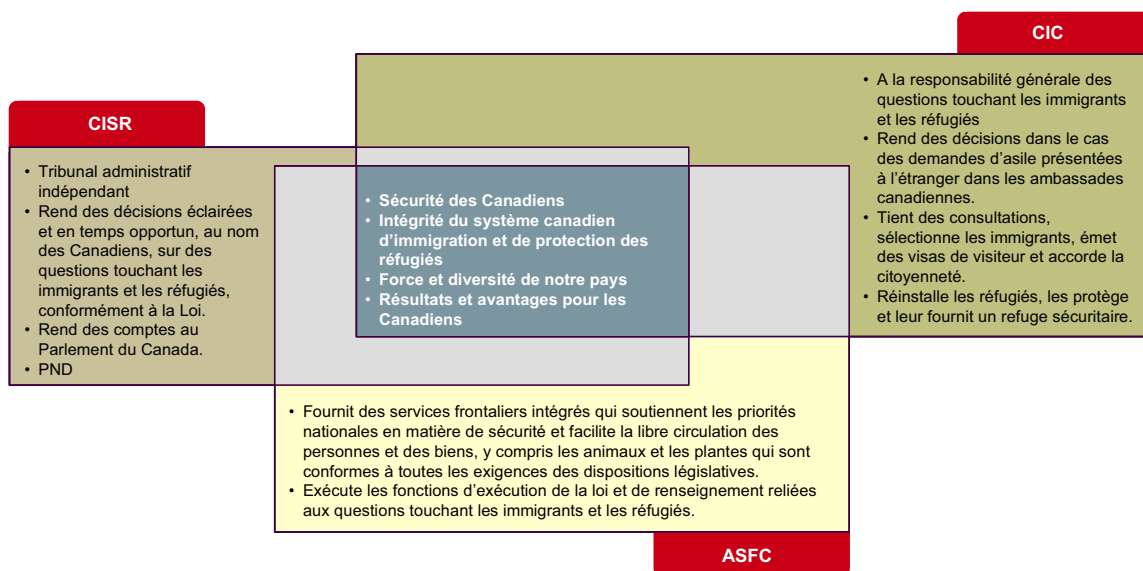 CIC
• A la responsabilité générale des
questions touchant les immigrants
et les réfugiés
• Rend des décisions dans le cas
des demandes d'asile présentées
à l'étranger dans les ambassades
canadiennes.
• Tient des consultations,
sélectionne les immigrants, émet
des visas de visiteur et accorde la
citoyenneté.
• Réinstalle les réfugiés, les protège
et leur fournit un refuge sécuritaire.
CISR
• Tribunal administratif
indépendant
• Rend des décisions éclairées
et en temps opportun, au nom
des Canadiens, sur des
questions touchant les
immigrants et les réfugiés,
conformément à la Loi.
• Rend des comptes au
Parlement du Canada.
• PND
• Sécurité des Canadiens
• Intégrité du système canadien
d'immigration et de protection des
réfugiés
• Force et diversité de notre pays
• Résultats et avantages pour les
Canadiens
• Fournit des services frontaliers intégrés qui soutiennent les priorités
nationales en matière de sécurité et facilite la libre circulation des
personnes et des biens, y compris les animaux et les plantes qui sont
conformes à toutes les exigences des dispositions législatives.
• Exécute les fonctions d'exécution de la loi et de renseignement reliées
aux questions touchant les immigrants et les réfugiés.
ASFC